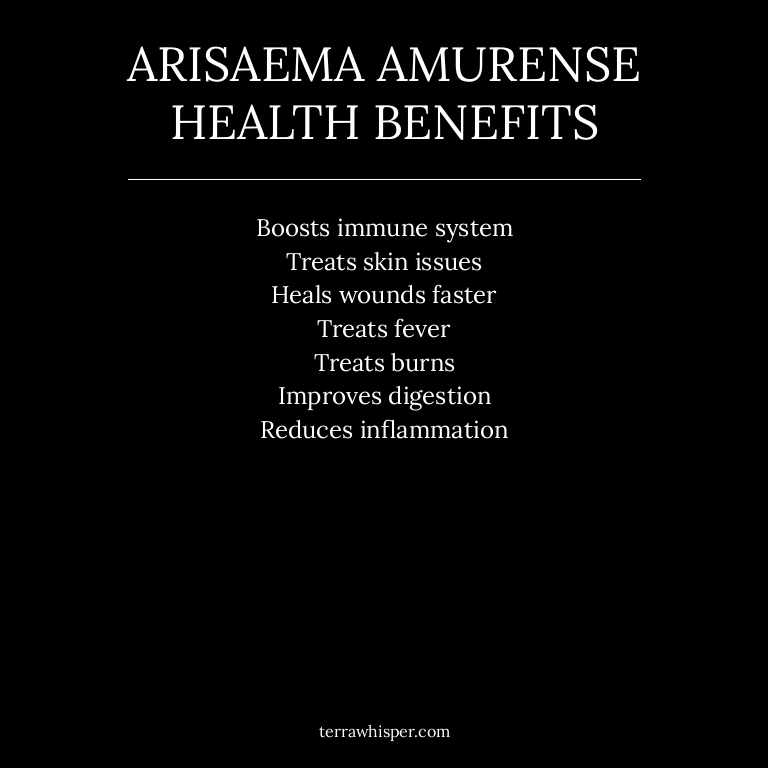 ARISAEMA AMURENSE
HEALTH BENEFITS
Boosts immune system
Treats skin issues
Heals wounds faster
Treats fever
Treats burns
Improves digestion
Reduces inflammation
terrawhisper.com